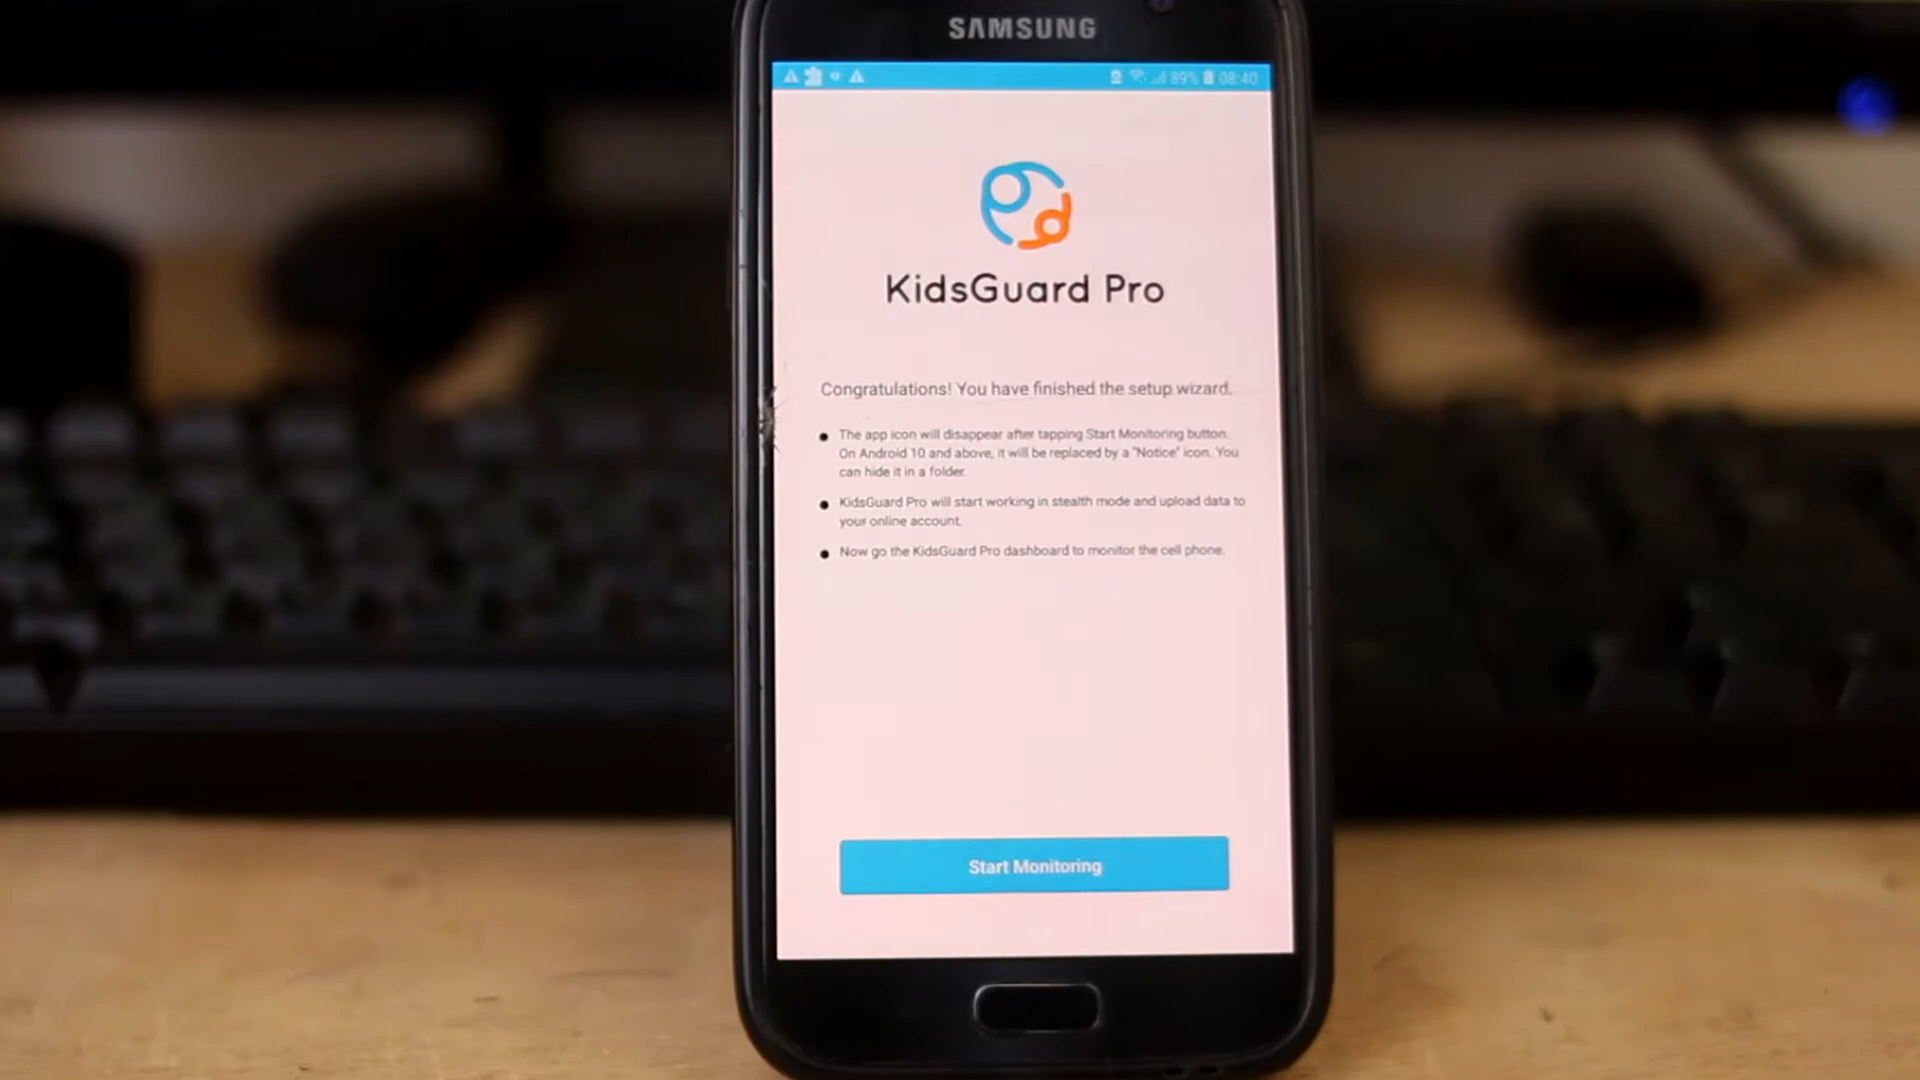 SAMSUNG
89% 08:40
KidsGuard Pro
Congratulations! You have finished the setup wizard.
The app icon will disappear after tapping Start Monitoring button.
On Android 10 and above, it will be replaced by a "Notice" icon. You
can hide it in a folder.
KidsGuard Pro will start working in stealth mode and upload data to
your online account.
Now go the KidsGuard Pro dashboard to monitor the cell phone.
Start Monitoring